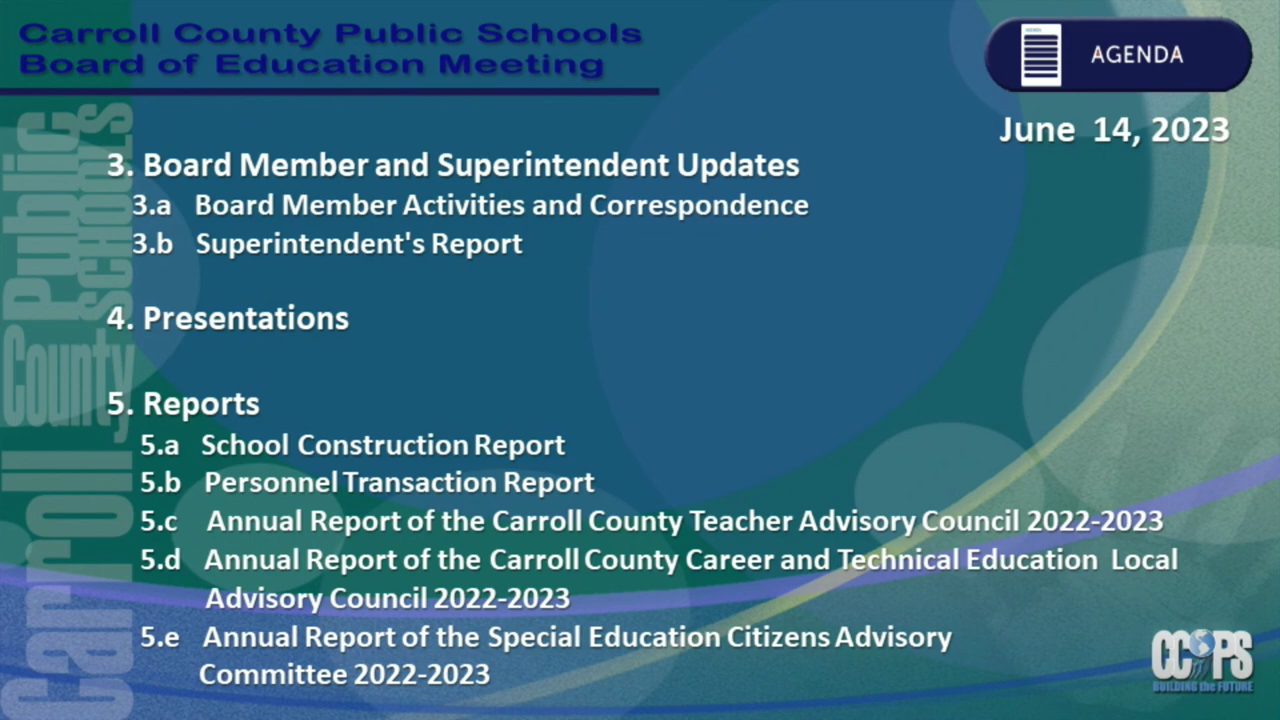 Carroll County Public Schools
Board of Education Meeting
AGENDA
June 14, 2023
3. Board Member and Superintendent Updates
3.a Board Member Activities and Correspondence
3.b Superintendent's Report
4. Presentations
5. Reports
5.a School Construction Report
5.b Personnel Transaction Report
5.c Annual Report of the Carroll County Teacher Advisory Council 2022-2023
5.d Annual Report of the Carroll County Career and Technical Education Local
Advisory Council 2022-2023
5.e Annual Report of the Special Education Citizens Advisory
Committee 2022-2023
Carroll County Public Schools
CCPS
BUILDING the FUTURE